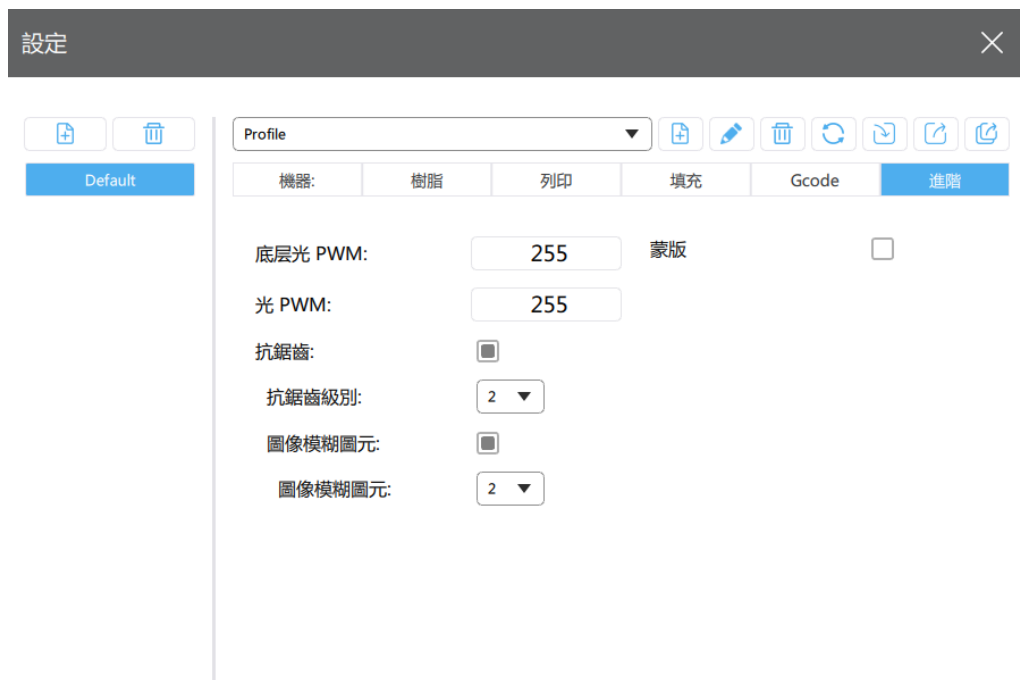 設定
Profile
Default
機器: 樹脂 列印 填充 Gcode 進階
底层光 PWM: 255 蒙版
光 PWM: 255
抗鋸齒:
抗鋸齒級別: 2
圖像模糊圖元:
圖像模糊圖元: 2